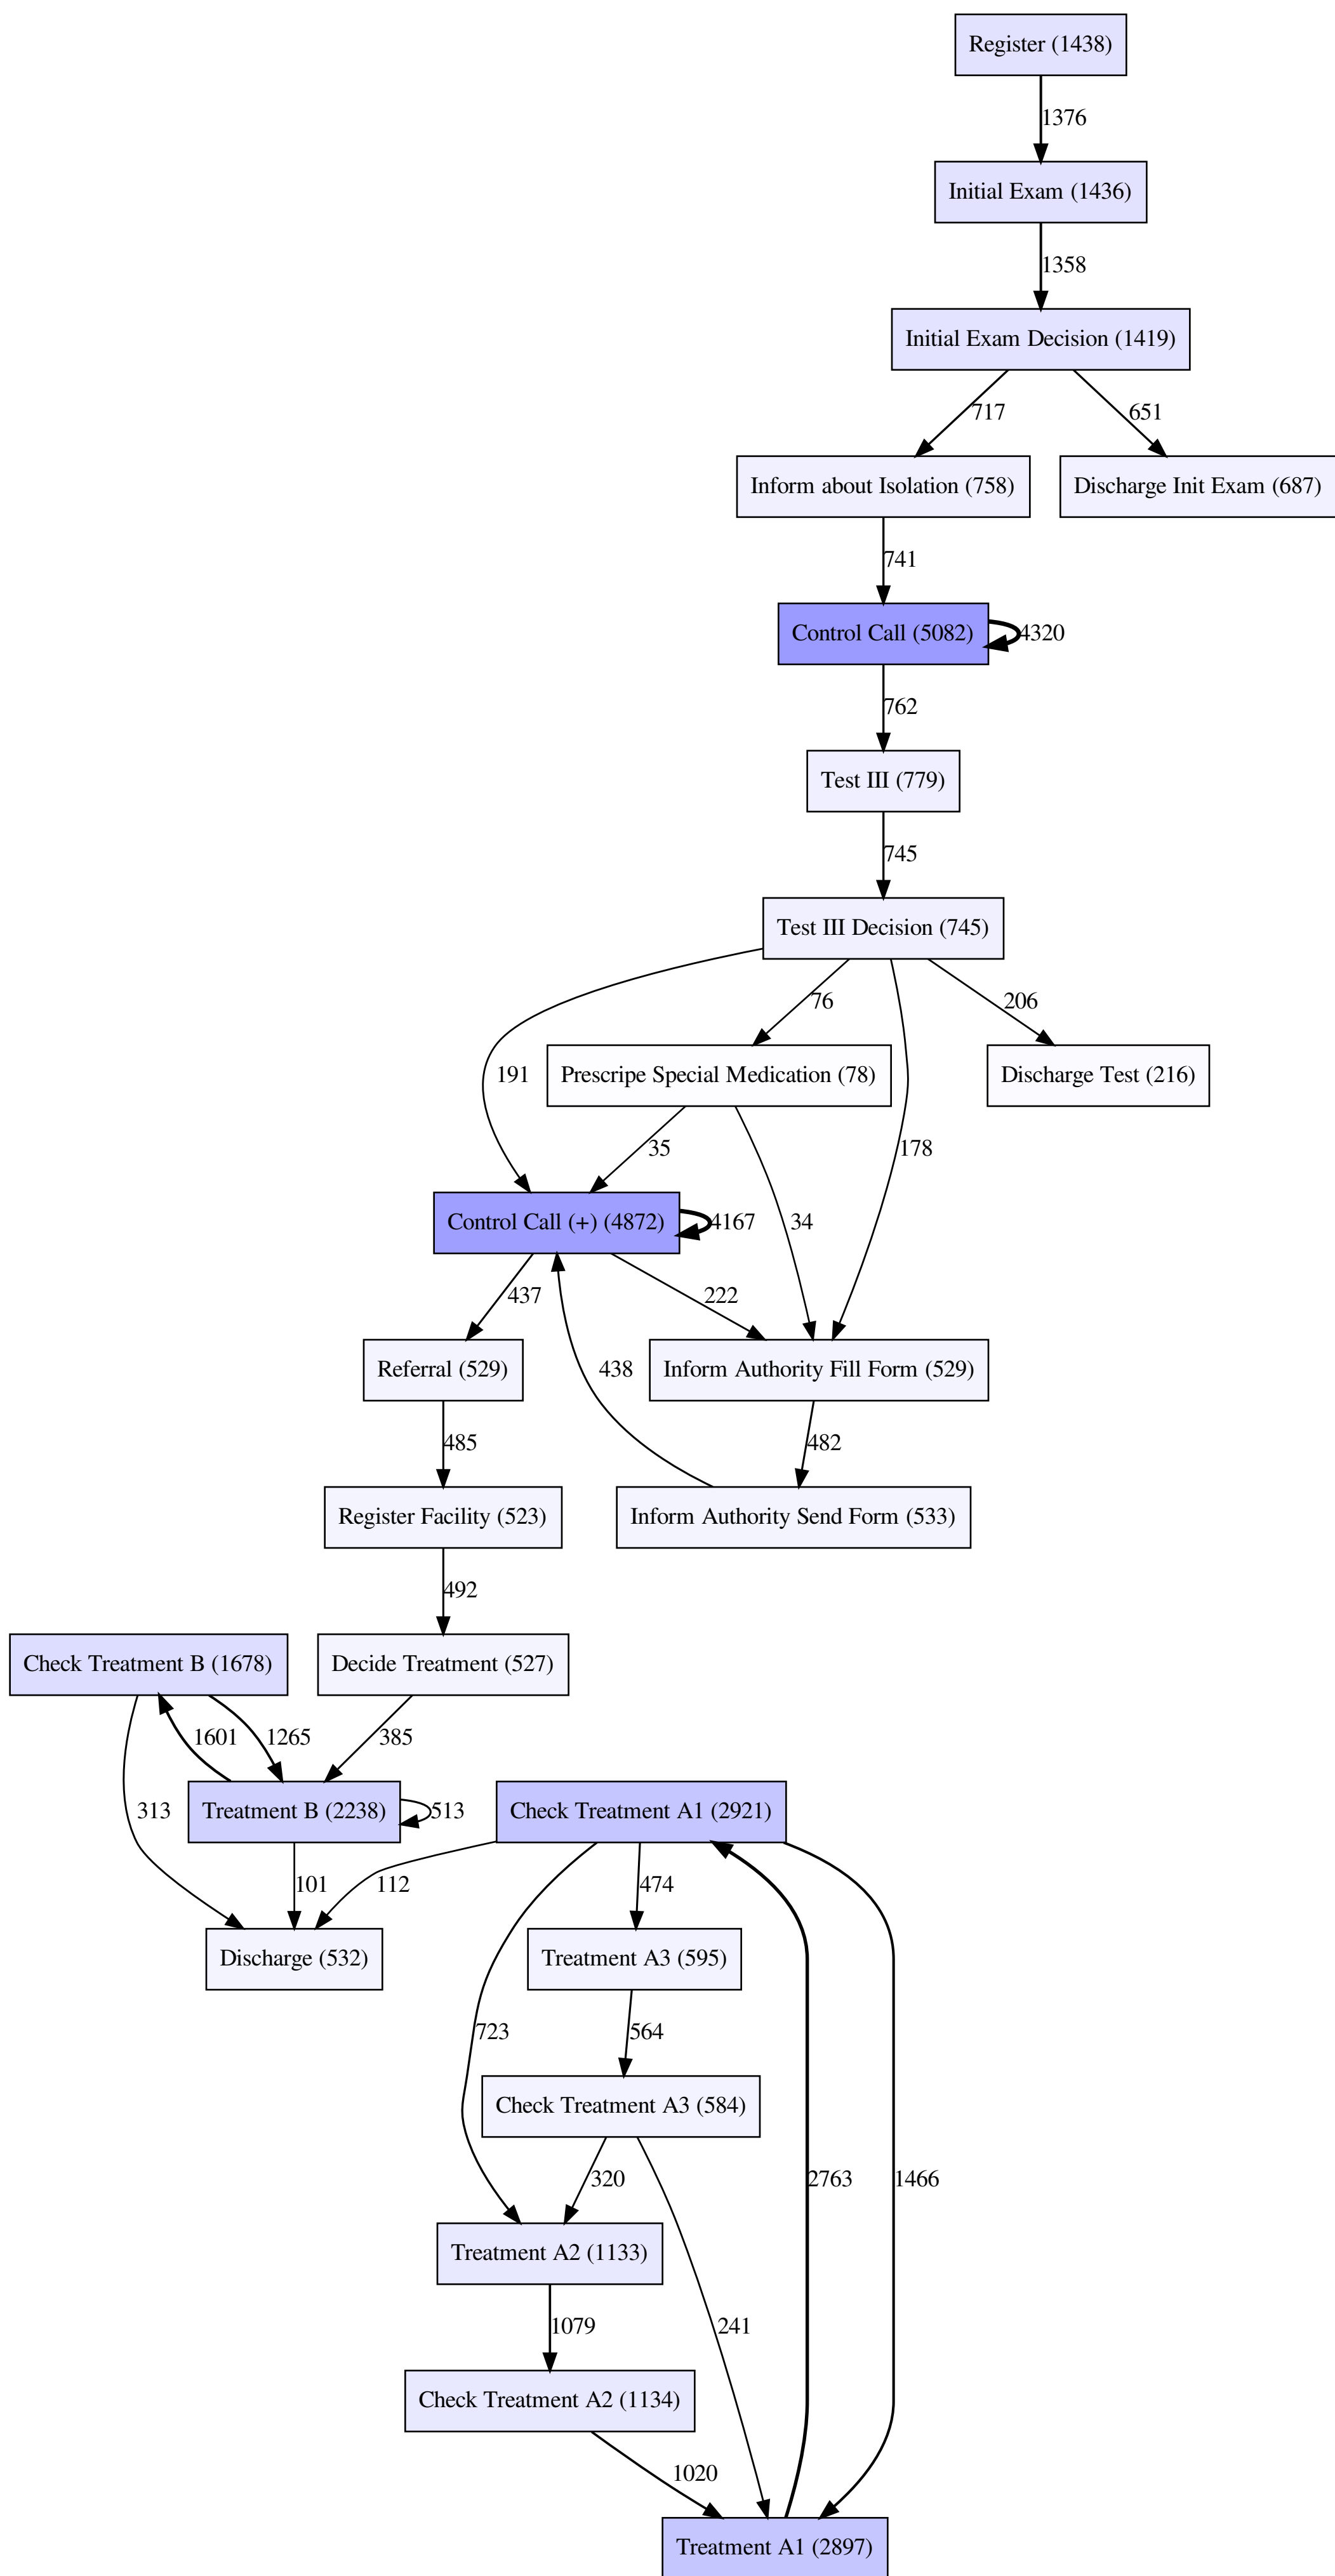 Register (1438)
1376
Initial Exam (1436)
1358
Initial Exam Decision (1419)
717
651
Inform about Isolation (758)
Discharge Init Exam (687)
741
Control Call (5082)
4320
762
Test III (779)
745
Test III Decision (745)
76
206
191
Prescripe Special Medication (78)
Discharge Test (216)
35
178
Control Call (+) (4872)
4167
34
437
222
Referral (529)
438
Inform Authority Fill Form (529)
485
482
Register Facility (523)
Inform Authority Send Form (533)
492
Check Treatment B (1678)
Decide Treatment (527)
1601
1265
385
313
Treatment B (2238)
513
Check Treatment A1 (2921)
101
112
474
Discharge (532)
Treatment A3 (595)
723
564
Check Treatment A3 (584)
320
2763
1466
Treatment A2 (1133)
1079
241
Check Treatment A2 (1134)
1020
Treatment A1 (2897)